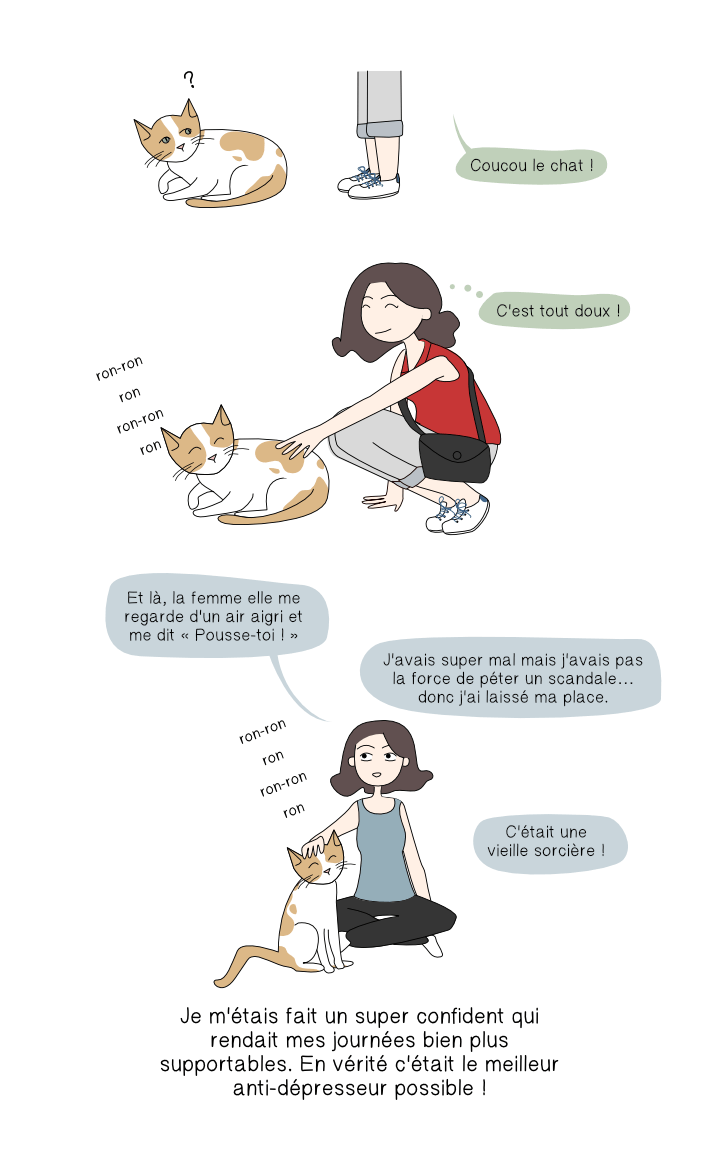 ?
Coucou le chat !
C'est tout doux !
ron-ron
ron
ron-ron
ron
Et là, la femme elle me
regarde d'un air aigri et
me dit « Pousse-toi ! »
J'avais super mal mais j'avais pas
la force de péter un scandale...
donc j'ai laissé ma place.
ron-ron
ron
ron-ron
ron
C'était une
vieille sorcière !
Je m'étais fait un super confident qui
rendait mes journées bien plus
supportables. En vérité c'était le meilleur
anti-dépresseur possible !